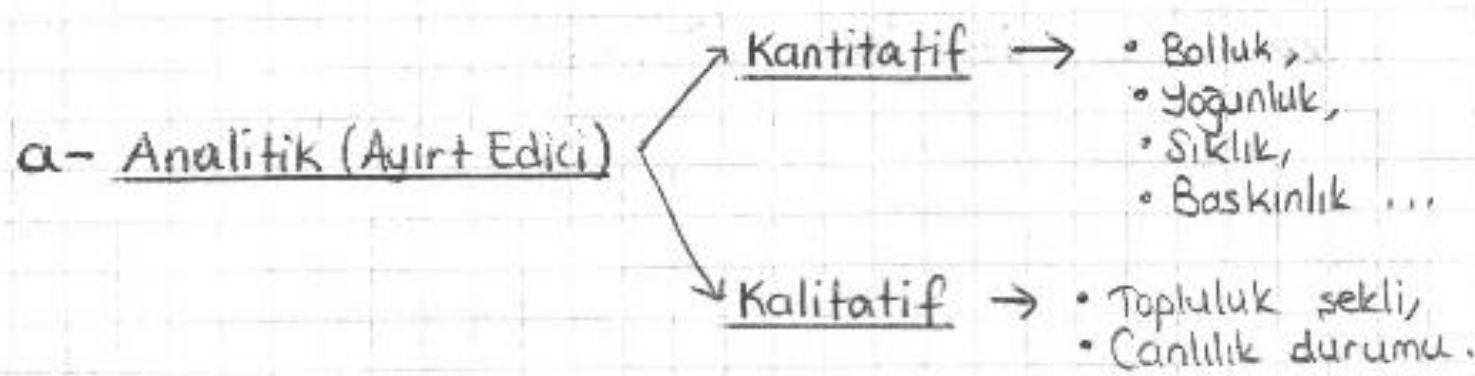 Kantitatif → • Bolluk,
• Yoğunluk,
a- Analitik (Ayırt Edici)
• Sıklık,
• Baskınlık ...
Kalitatif → • Topluluk şekli,
• Canlılık durumu.